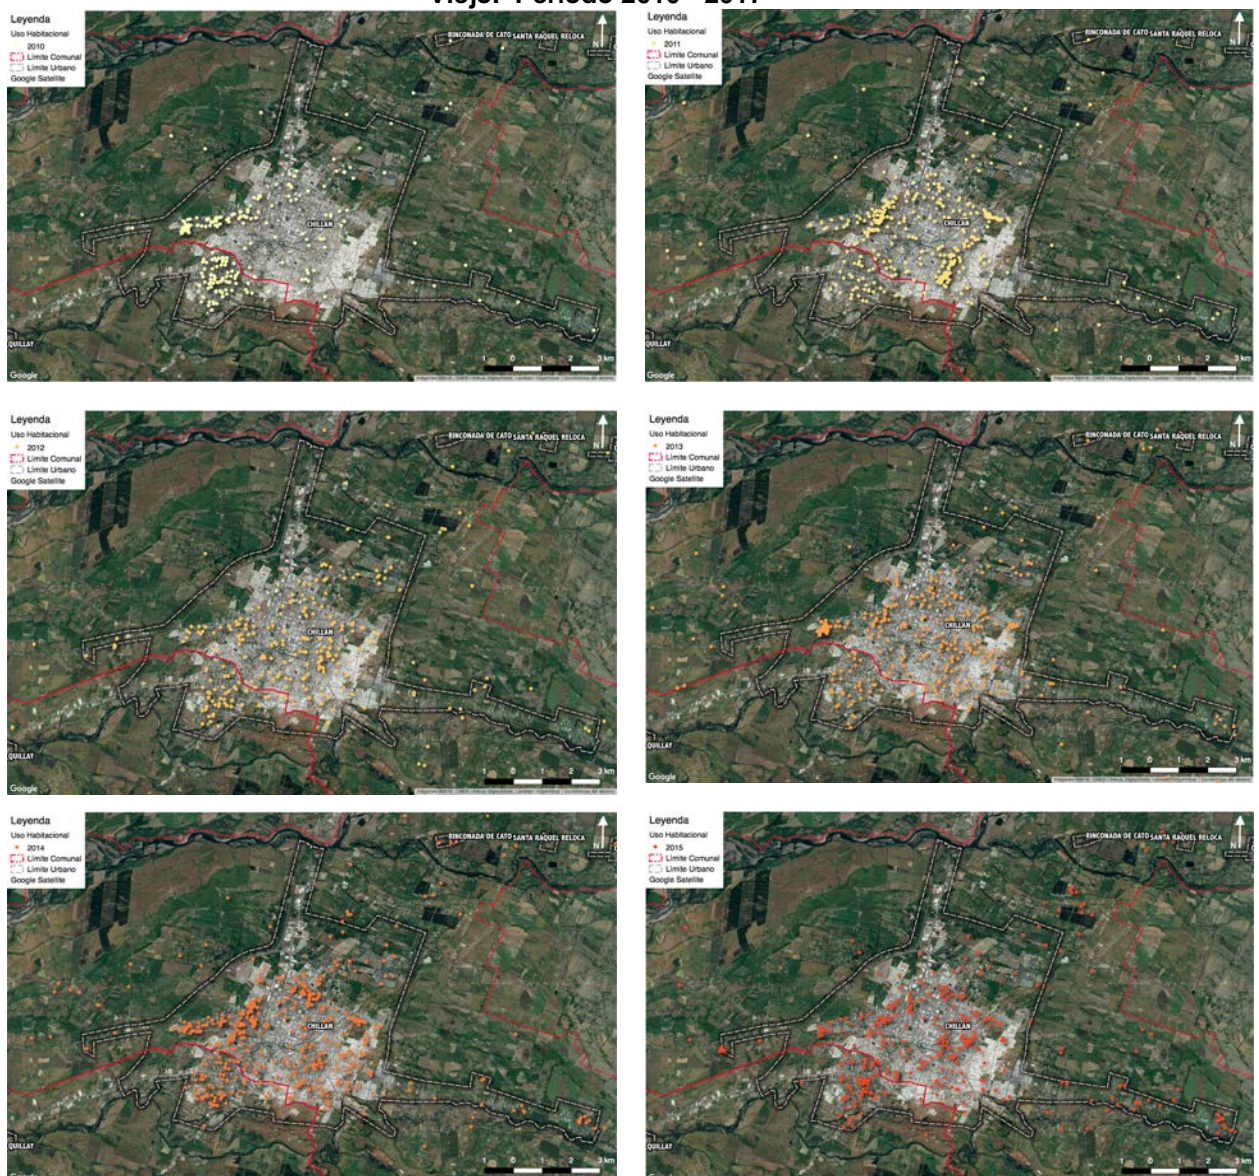 Viejo. Periodo 2010 - 2017
Leyenda
Uso Habitacional
2010
Limite Comunal
Limite Urbano
Google Satellite
RINCONADA DE CATO SANTA RAQUEL RELOCA
N
CHILLAN
QUILLAY
1 0 1 2 3 km
Google
Leyenda
Uso Habitacional
2011
Limite Comunal
Limite Urbano
Google Satellite
RINCONADA DE CATO SANTA RAQUEL RELOCA
N
CHILLAN
QUILLAY
1 0 1 2 3 km
Google
Leyenda
Uso Habitacional
2012
Limite Comunal
Limite Urbano
Google Satellite
RINCONADA DE CATO SANTA RAQUEL RELOCA
N
CHILLAN
QUILLAY
1 0 1 2 3 km
Google
Leyenda
Uso Habitacional
2013
Limite Comunal
Limite Urbano
Google Satellite
RINCONADA DE CATO SANTA RAQUEL RELOCA
N
CHILLAN
QUILLAY
1 0 1 2 3 km
Google
Leyenda
Uso Habitacional
2014
Limite Comunal
Limite Urbano
Google Satellite
RINCONADA DE CATO SANTA RAQUEL RELOCA
N
CHILLAN
QUILLAY
1 0 1 2 3 km
Leyenda
Uso Habitacional
2015
Limite Comunal
Limite Urbano
Google Satellite
RINCONADA DE CATO SANTA RAQUEL RELOCA
N
CHILLAN
QUILLAY
1 0 1 2 3 km